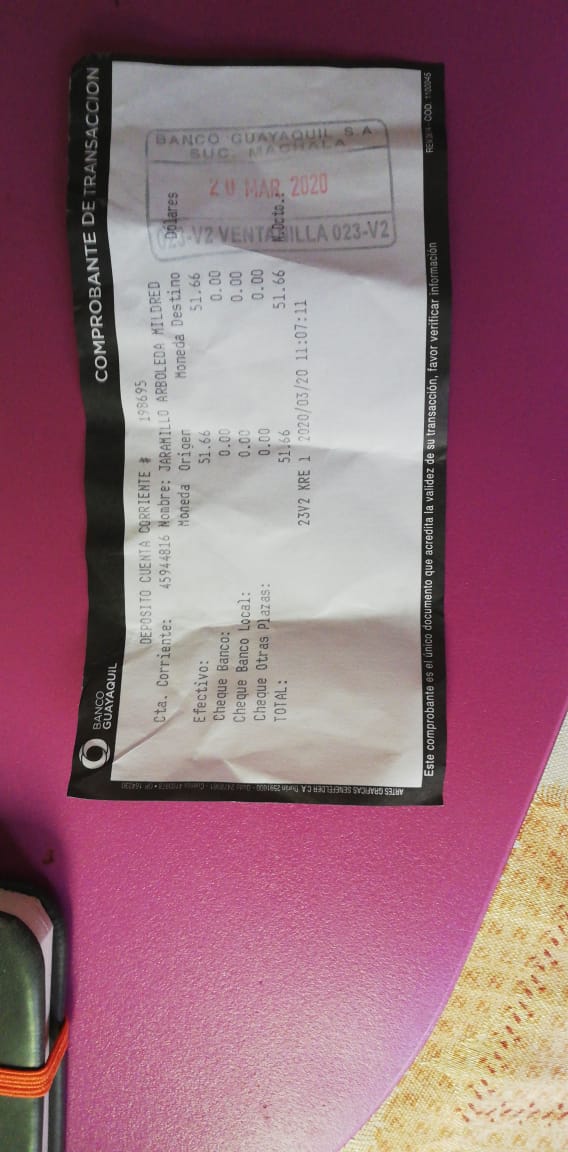 BANCO
GUAYAQUIL
COMPROBANTE DE TRANSACCION
DEPOSITO CUENTA CORRIENTE # 198695
Cta. Corriente: 45944816 Nombre: JARAMILLO ARBOLEDA MILDRED
Moneda Origen Moneda Destino Dólares
Efectivo: 51.66 51.66
Cheque Banco: 0.00 0.00
Cheque Banco Local: 0.00 0.00
Cheque Otras Plazas: 0.00 0.00 N.Dcto.:
TOTAL: 51.66 51.66
23V2 KRE 1 2020/03/20 11:07:11
BANCO GUAYAQUIL S A
SUC. MACHALA
20 MAR. 2020
023-V2 VENTANILLA 023-V2
Este comprobante es el único documento que acredita la validez de su transacción, favor verificar información
COD. 1100045
ARTES GRAFICAS SENEFELDER C.A.